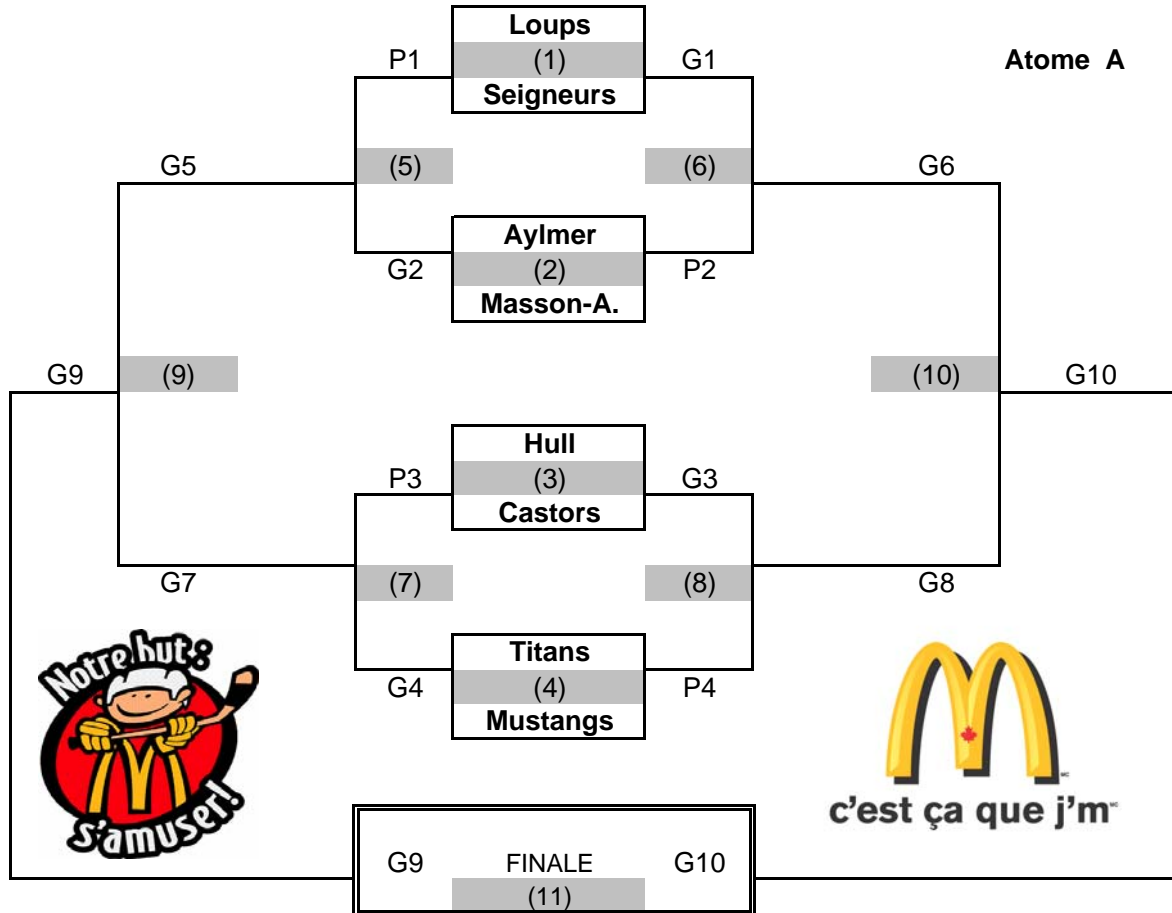 Loups
P1 (1) G1 Atome A
Seigneurs
G5 (5) (6) G6
Aylmer
G2 (2) P2
Masson-A.
G9 (9) (10) G10
Hull
P3 (3) G3
Castors
G7 (7) (8) G8
Titans
G4 (4) P4
Mustangs
Notre but:
s'amuser!
c'est ça que j'm MC
MC
G9 FINALE G10
(11)